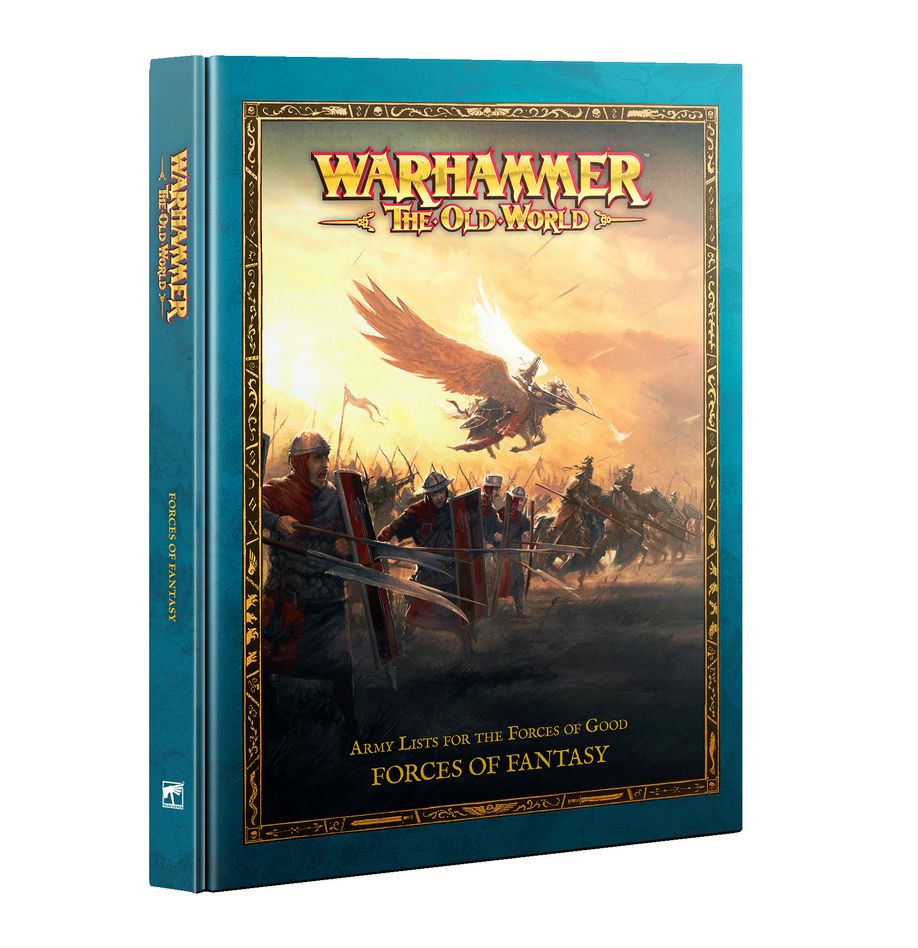 WARHAMMER
THE OLD WORLD
FORCES OF FANTASY
WARHAMMER™
THE·OLD·WORLD
ARMY LISTS FOR THE FORCES OF GOOD
FORCES OF FANTASY